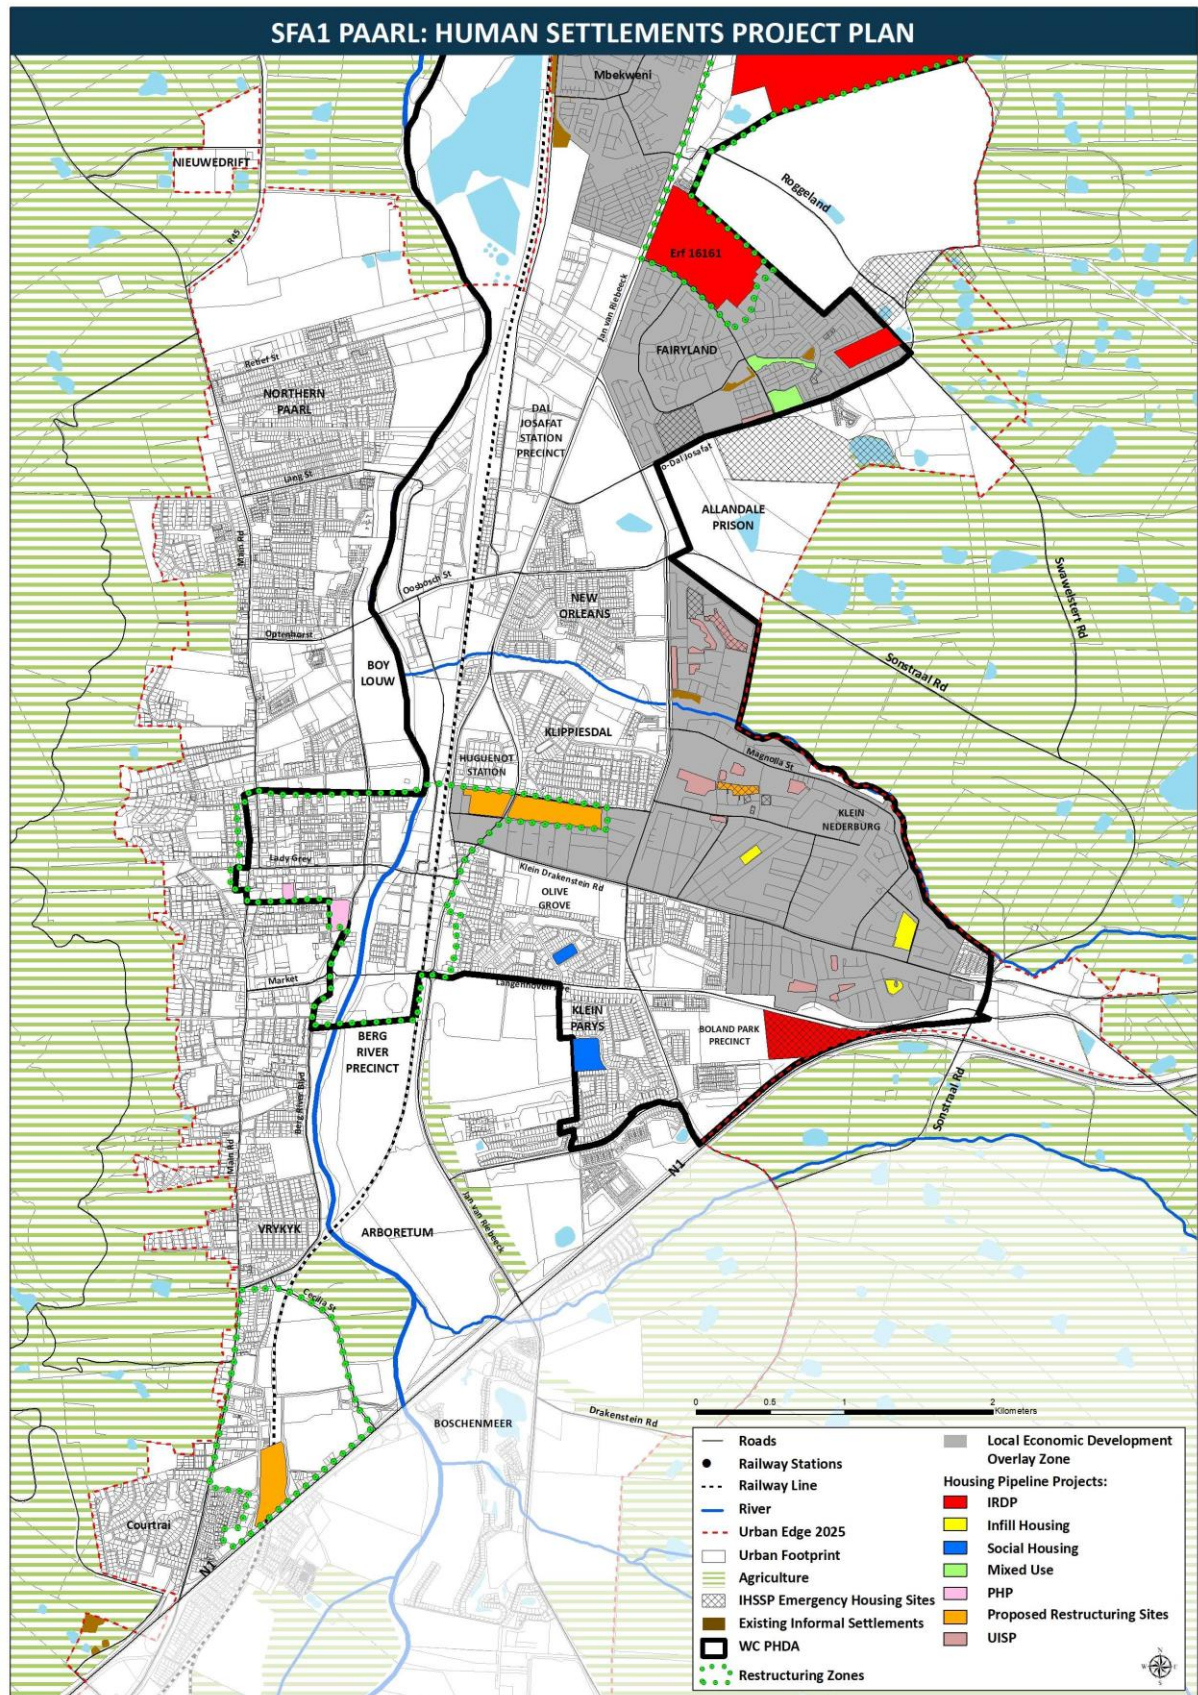 SFA1 PAARL: HUMAN SETTLEMENTS PROJECT PLAN
Mbekweni
NIEUWEDRIFT
Roggeland
R45
Erf 16161
Jan van Riebeeck
FAIRYLAND
Retief St
NORTHERN
PAARL
DAL
JOSAFAT
STATION
PRECINCT
o-Dal Josafat
Lang St
ALLANDALE
PRISON
Main Rd
Oosbosch St
Swawelstert Rd
NEW
ORLEANS
Optenhorst
BOY
LOUW
Sonstraal Rd
KLIPPIESDAL
HUGUENOT
STATION
Magnolia St
KLEIN
NEDERBURG
Lady Grey
Klein Drakenstein Rd
OLIVE
GROVE
Market
Langenhoven Ave
KLEIN
PARYS
BOLAND PARK
PRECINCT
BERG
RIVER
PRECINCT
Berg River Blvd
Sonstraal Rd
Main Rd
N1
Jan van Riebeeck
VRYKYK
ARBORETUM
Cecilia St
BOSCHENMEER
Drakenstein Rd
Courtrai
N1
0 0.5 1 2
Kilometers
Roads
Railway Stations
Railway Line
River
Urban Edge 2025
Urban Footprint
Agriculture
IHSSP Emergency Housing Sites
Existing Informal Settlements
WC PHDA
Restructuring Zones
Local Economic Development
Overlay Zone
Housing Pipeline Projects:
IRDP
Infill Housing
Social Housing
Mixed Use
PHP
Proposed Restructuring Sites
UISP
N
W E
S